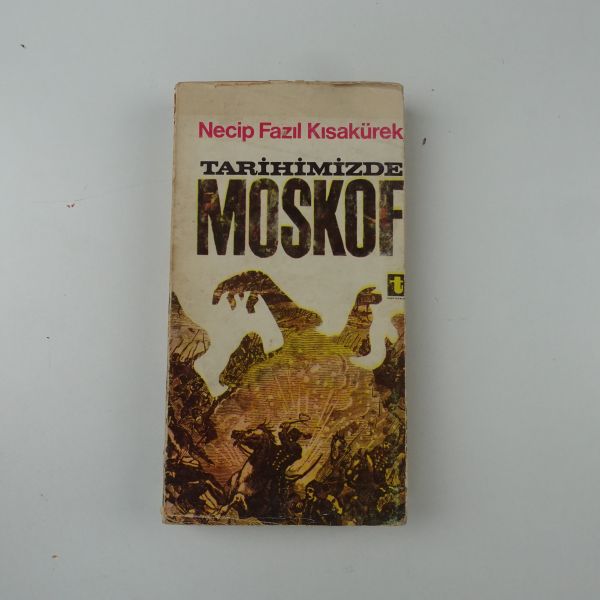 Necip Fazıl Kısakürek
TARİHİMİZDE
MOSKOF
t